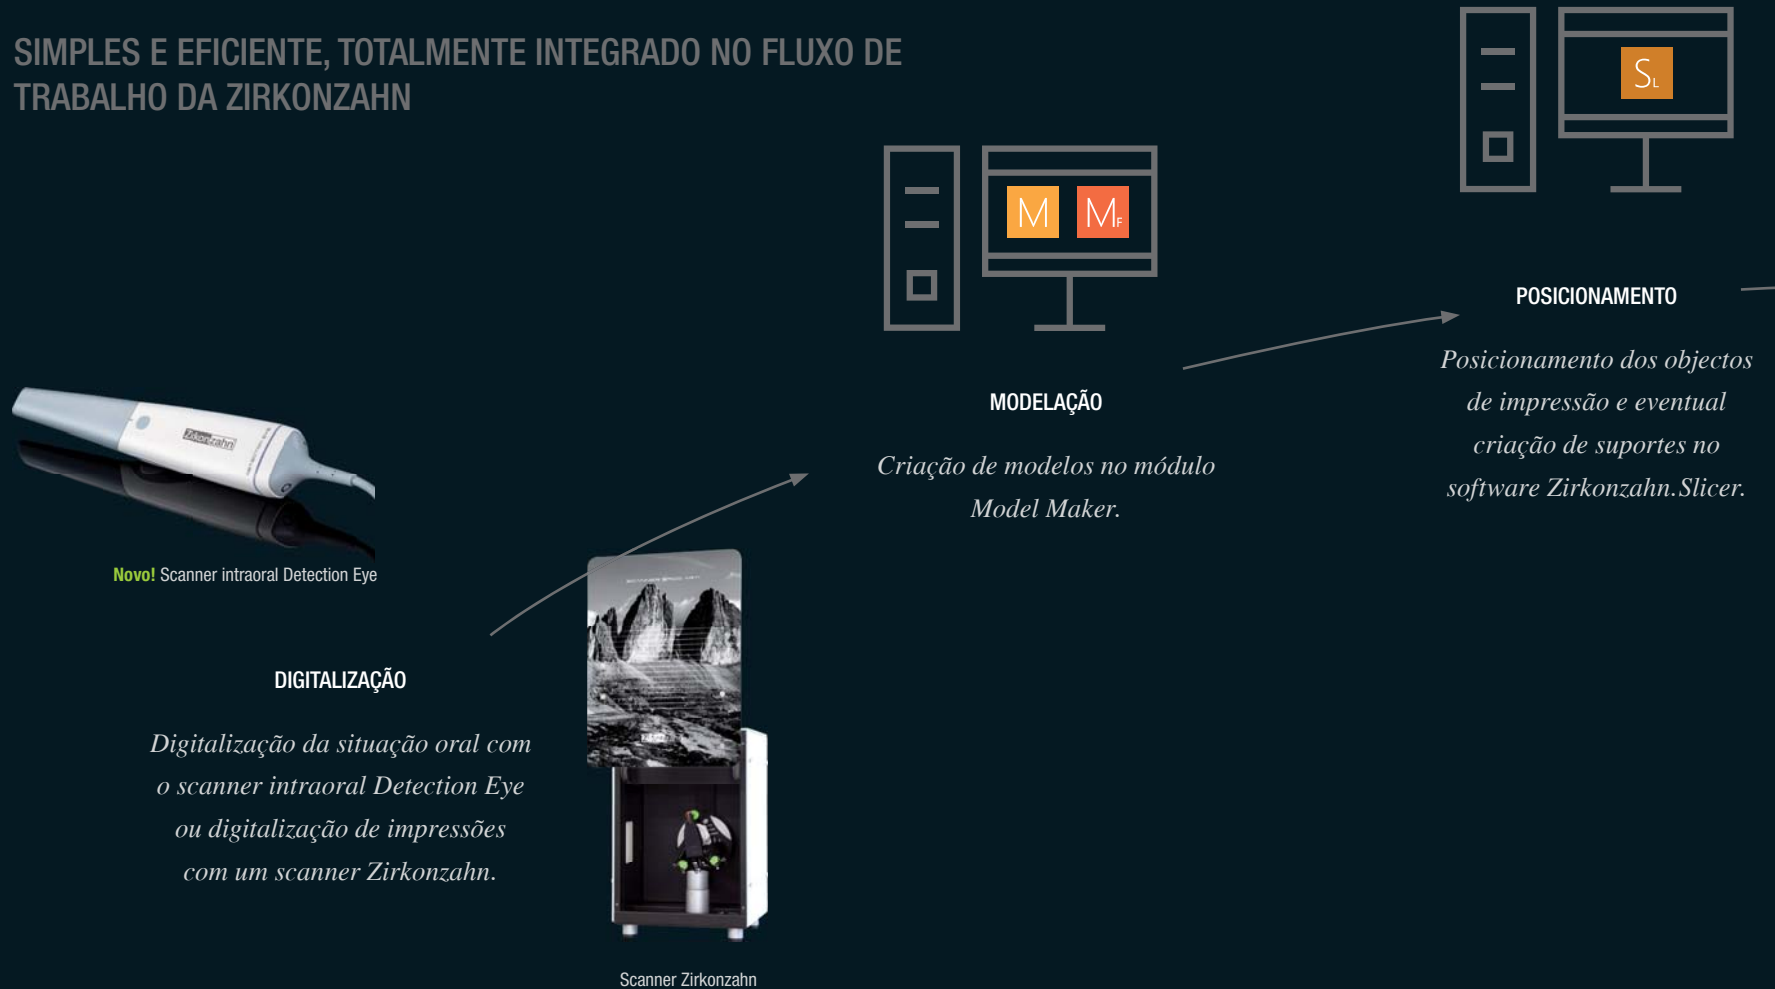 SIMPLES E EFICIENTE, TOTALMENTE INTEGRADO NO FLUXO DE
TRABALHO DA ZIRKONZAHN
S L
M
M F
POSICIONAMENTO
Posicionamento dos objectos
de impressão e eventual
criação de suportes no
software Zirkonzahn.Slicer.
MODELAÇÃO
Criação de modelos no módulo
Model Maker.
Zirkonzahn
Novo! Scanner intraoral Detection Eye
DIGITALIZAÇÃO
Digitalização da situação oral com
o scanner intraoral Detection Eye
ou digitalização de impressões
com um scanner Zirkonzahn.
Scanner Zirkonzahn